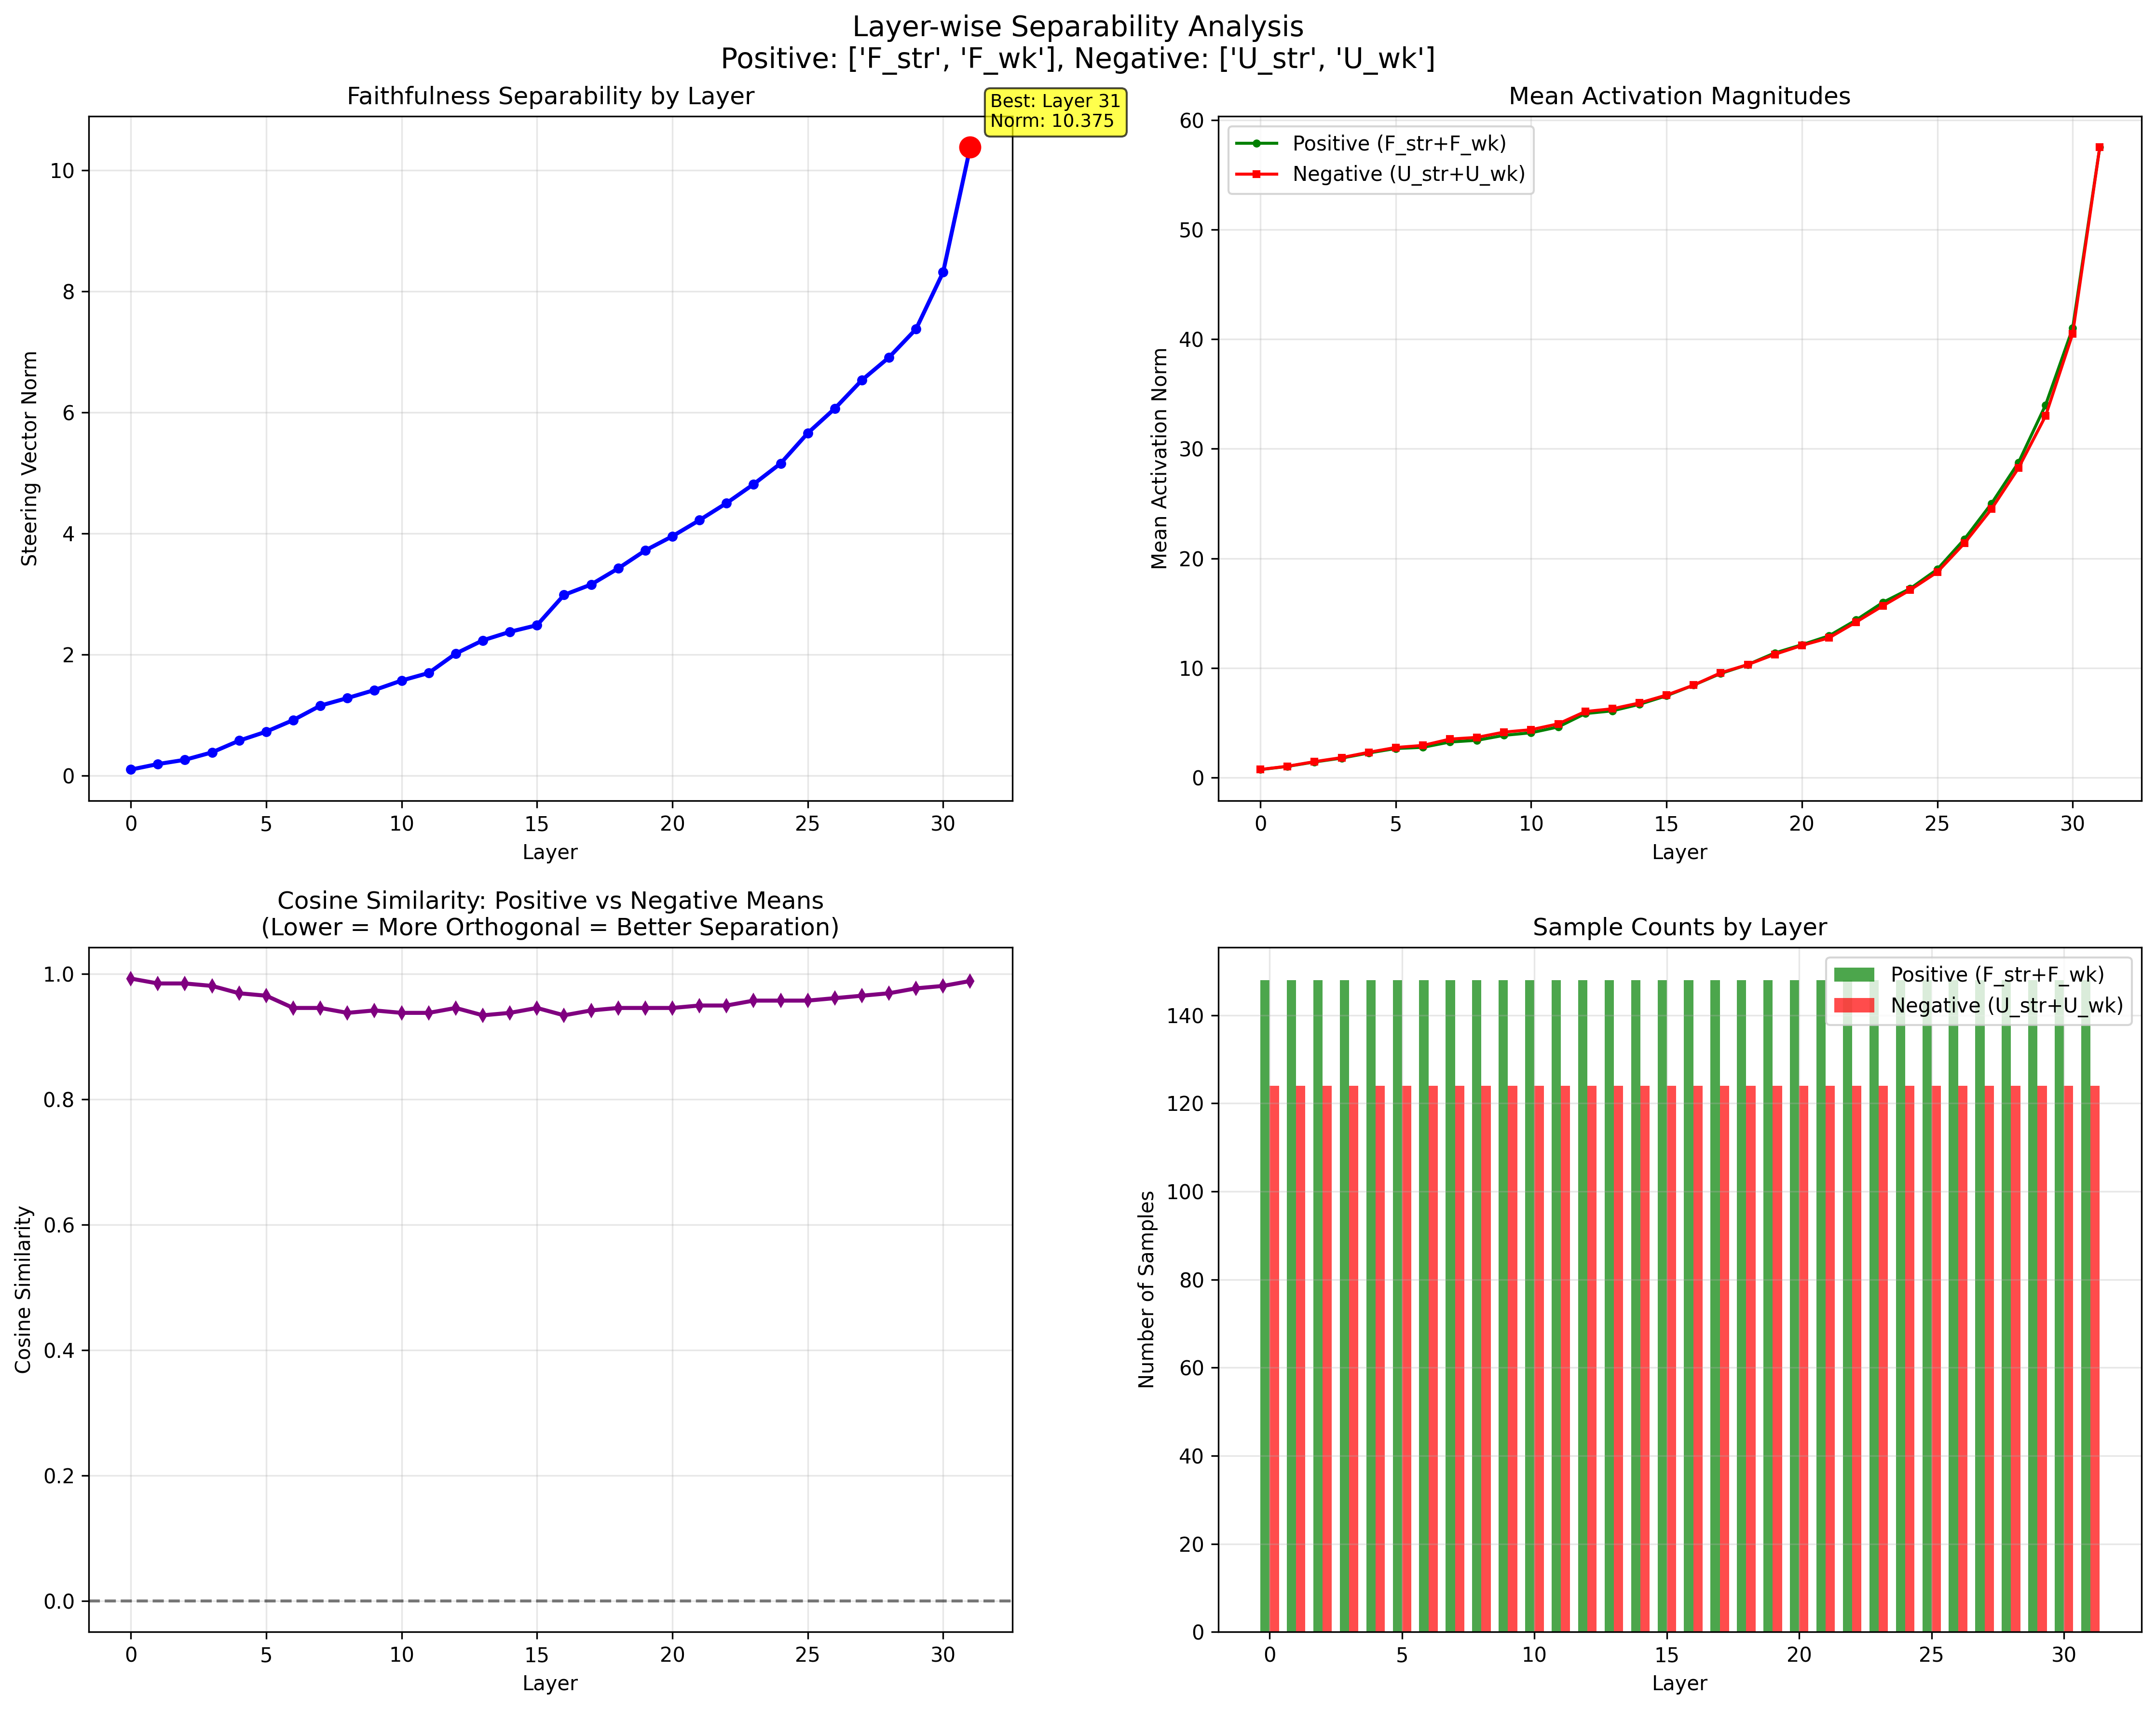 Layer-wise Separability Analysis
Positive: ['F_str', 'F_wk'], Negative: ['U_str', 'U_wk']
Faithfulness Separability by Layer
Best: Layer 31
Norm: 10.375
10
8
6
4
2
0
Steering Vector Norm
0 5 10 15 20 25 30
Layer
Mean Activation Magnitudes
Positive (F_str+F_wk)
Negative (U_str+U_wk)
60
50
40
30
20
10
0
Mean Activation Norm
0 5 10 15 20 25 30
Layer
Cosine Similarity: Positive vs Negative Means
(Lower = More Orthogonal = Better Separation)
1.0
0.8
0.6
0.4
0.2
0.0
Cosine Similarity
0 5 10 15 20 25 30
Layer
Sample Counts by Layer
Positive (F_str+F_wk)
Negative (U_str+U_wk)
140
120
100
80
60
40
20
0
Number of Samples
0 5 10 15 20 25 30
Layer